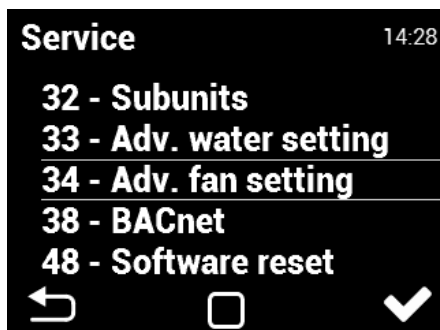 Service 14:28
32 - Subunits
33 - Adv. water setting
34 - Adv. fan setting
38 - BACnet
48 - Software reset